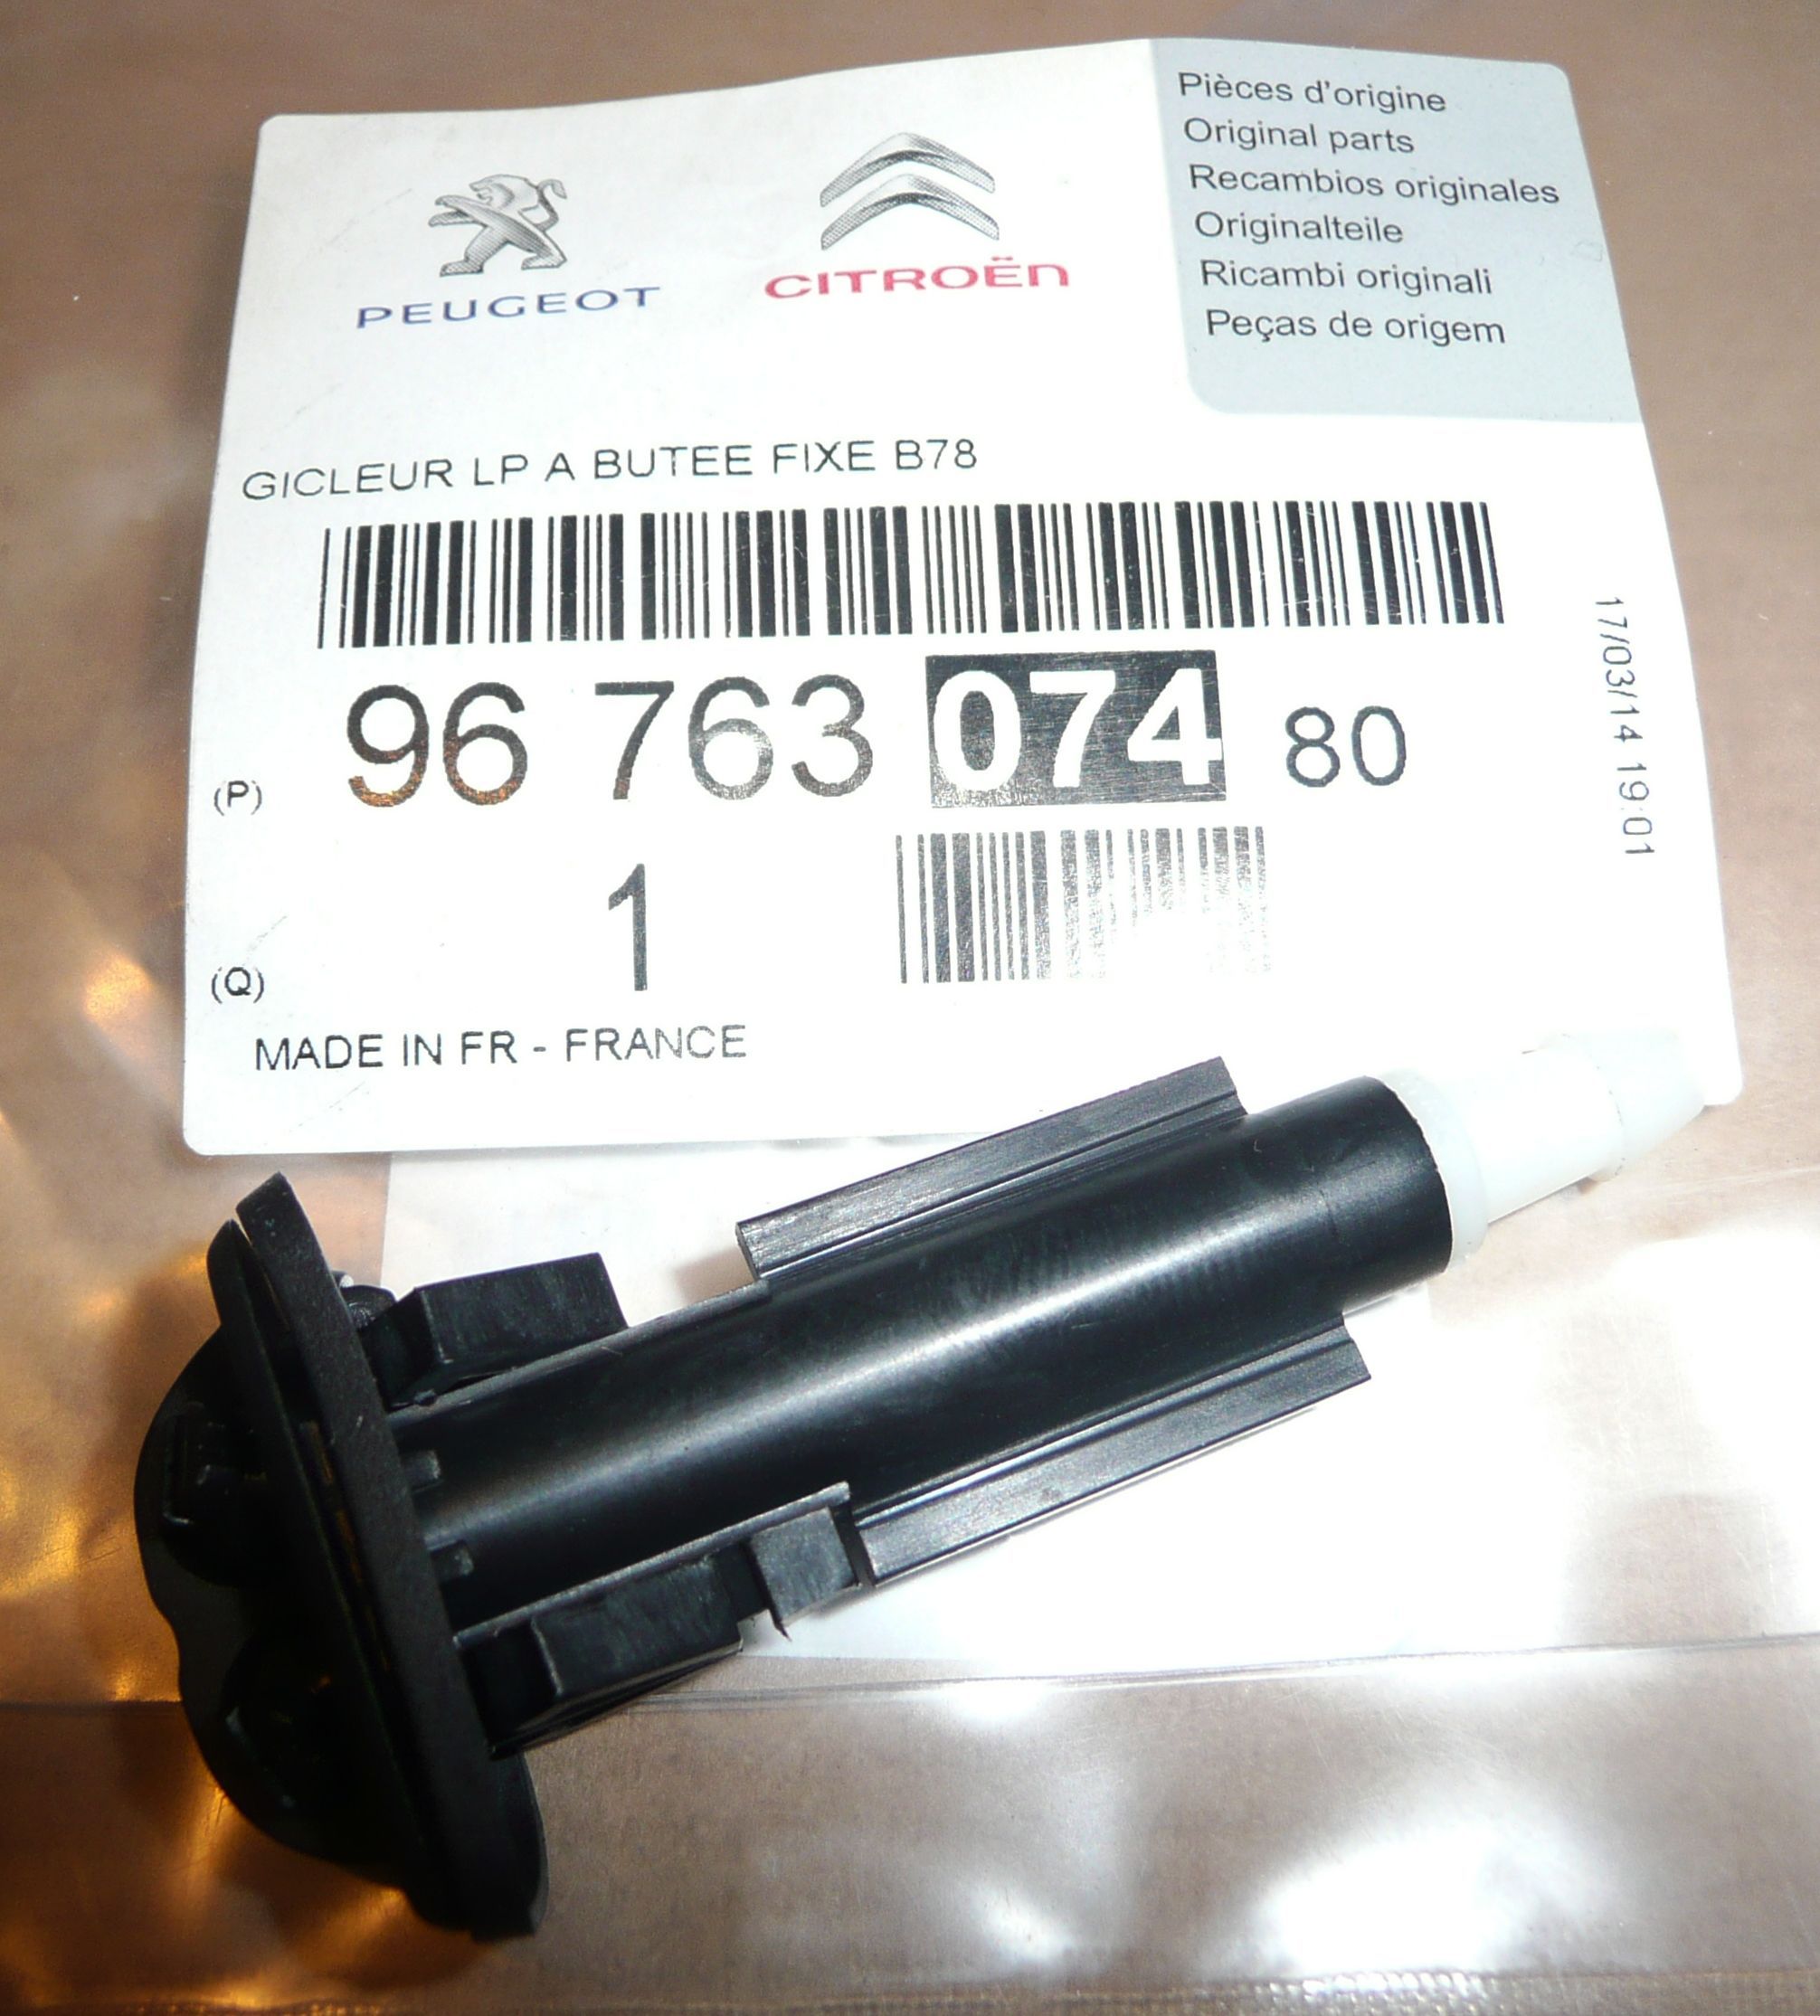 PEUGEOT
CITROËN
Pièces d'origine
Original parts
Recambios originales
Originalteile
Ricambi originali
Peças de origem
GICLEUR LP A BUTEE FIXE B78
(P) 96 763 074 80
(Q) 1
MADE IN FR - FRANCE
17/03/14 19:01